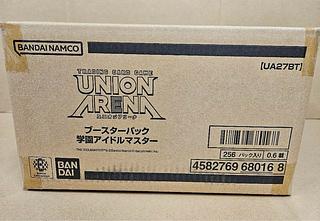 BANDAI NAMCO
[UA27BT]
TRADING CARD GAME
UNION ARENA
ユニオンアリーナ
ブースターパック
学園アイドルマスター
256 パック入り 0.6 
4582769 68016 8
BAN
DAI